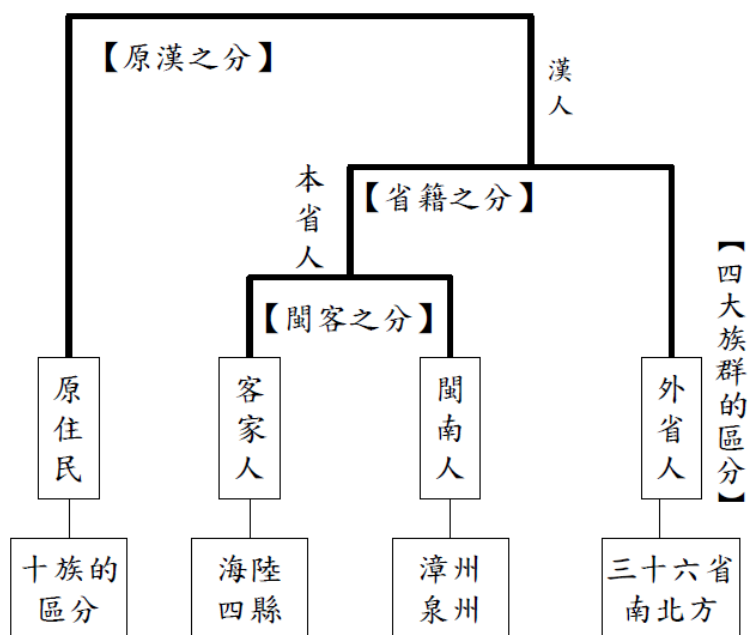 【原漢之分】
漢人
本省人
【省籍之分】
【四大族群的區分】
【閩客之分】
原住民
客家人
閩南人
外省人
十族的
區分
海陸
四縣
漳州
泉州
三十六省
南北方